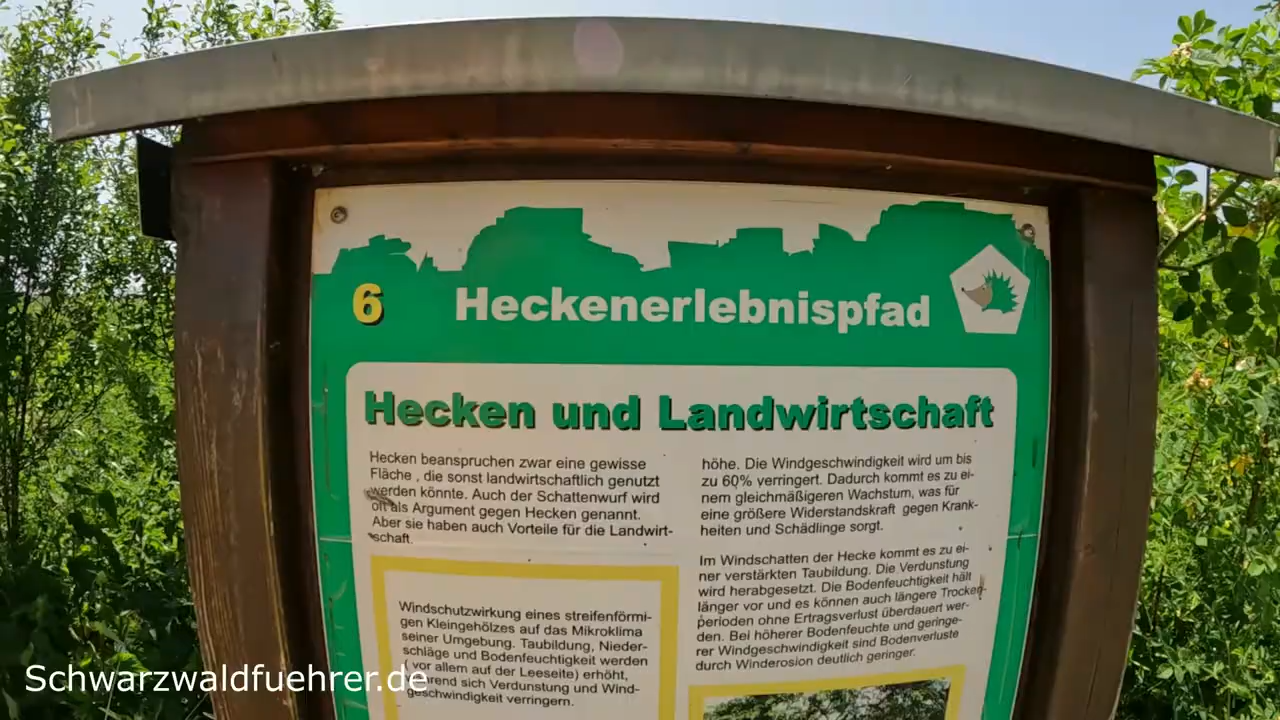 6
Heckenerlebnispfad
Hecken und Landwirtschaft
Hecken beanspruchen zwar eine gewisse
Fläche , die sonst landwirtschaftlich genutzt
werden könnte. Auch der Schattenwurf wird
oft als Argument gegen Hecken genannt.
Aber sie haben auch Vorteile für die Landwirt-
schaft.
Windschutzwirkung eines streifenförmi-
gen Kleingehölzes auf das Mikroklima
seiner Umgebung. Taubildung, Nieder-
schläge und Bodenfeuchtigkeit werden
( vor allem auf der Leeseite) erhöht,
während sich Verdunstung und Wind-
geschwindigkeit verringern.
höhe. Die Windgeschwindigkeit wird um bis
zu 60% verringert. Dadurch kommt es zu ei-
nem gleichmäßigeren Wachstum, was für
eine größere Widerstandskraft gegen Krank-
heiten und Schädlinge sorgt.
Im Windschatten der Hecke kommt es zu ei-
ner verstärkten Taubildung. Die Verdunstung
wird herabgesetzt. Die Bodenfeuchtigkeit hält
länger vor und es können auch längere Trocken-
perioden ohne Ertragsverlust überdauert wer-
den. Bei höherer Bodenfeuchte und geringe-
rer Windgeschwindigkeit sind Bodenverluste
durch Winderosion deutlich geringer.
Schwarzwaldfuehrer.de